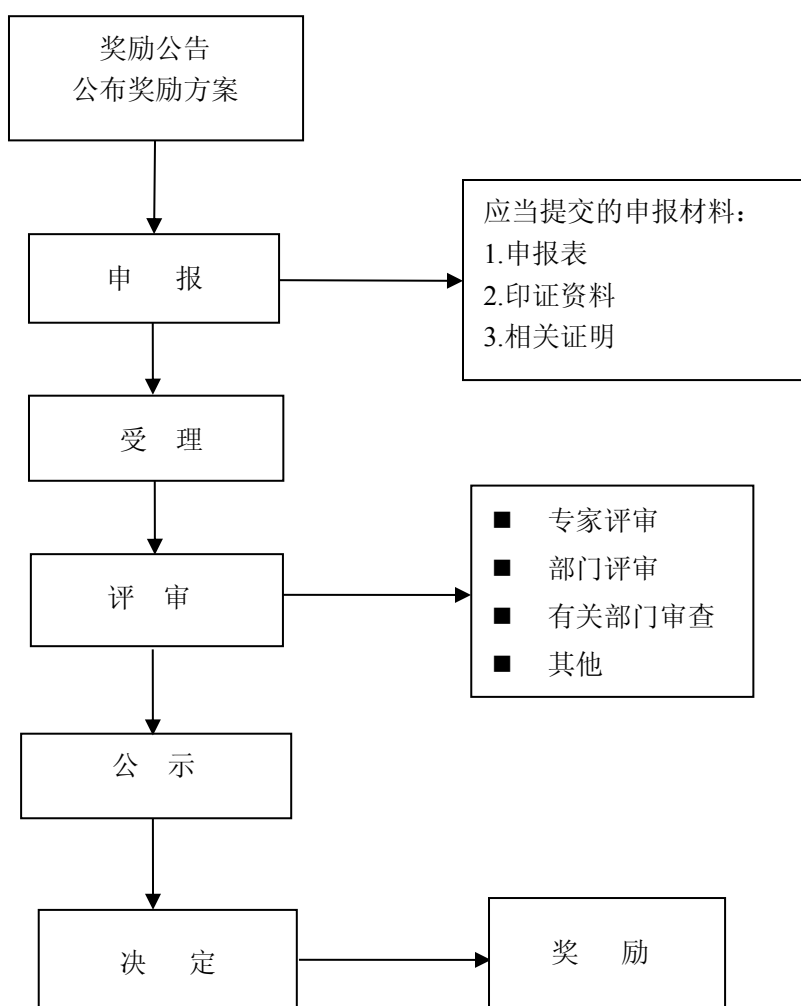 奖励公告
公布奖励方案
申 报
应当提交的申报材料：
1.申报表
2.印证资料
3.相关证明
受 理
评 审
■ 专家评审
■ 部门评审
■ 有关部门审查
■ 其他
公 示
决 定
奖 励